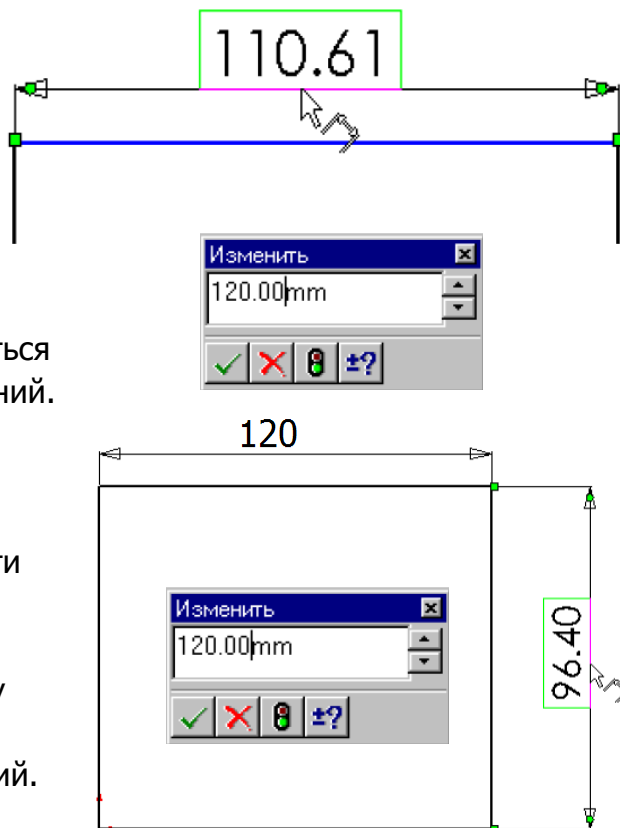 110.61
Изменить
120.00mm
±?
ться
ний.
120
ти
Изменить
120.00mm
±?
96.40
у
ий.